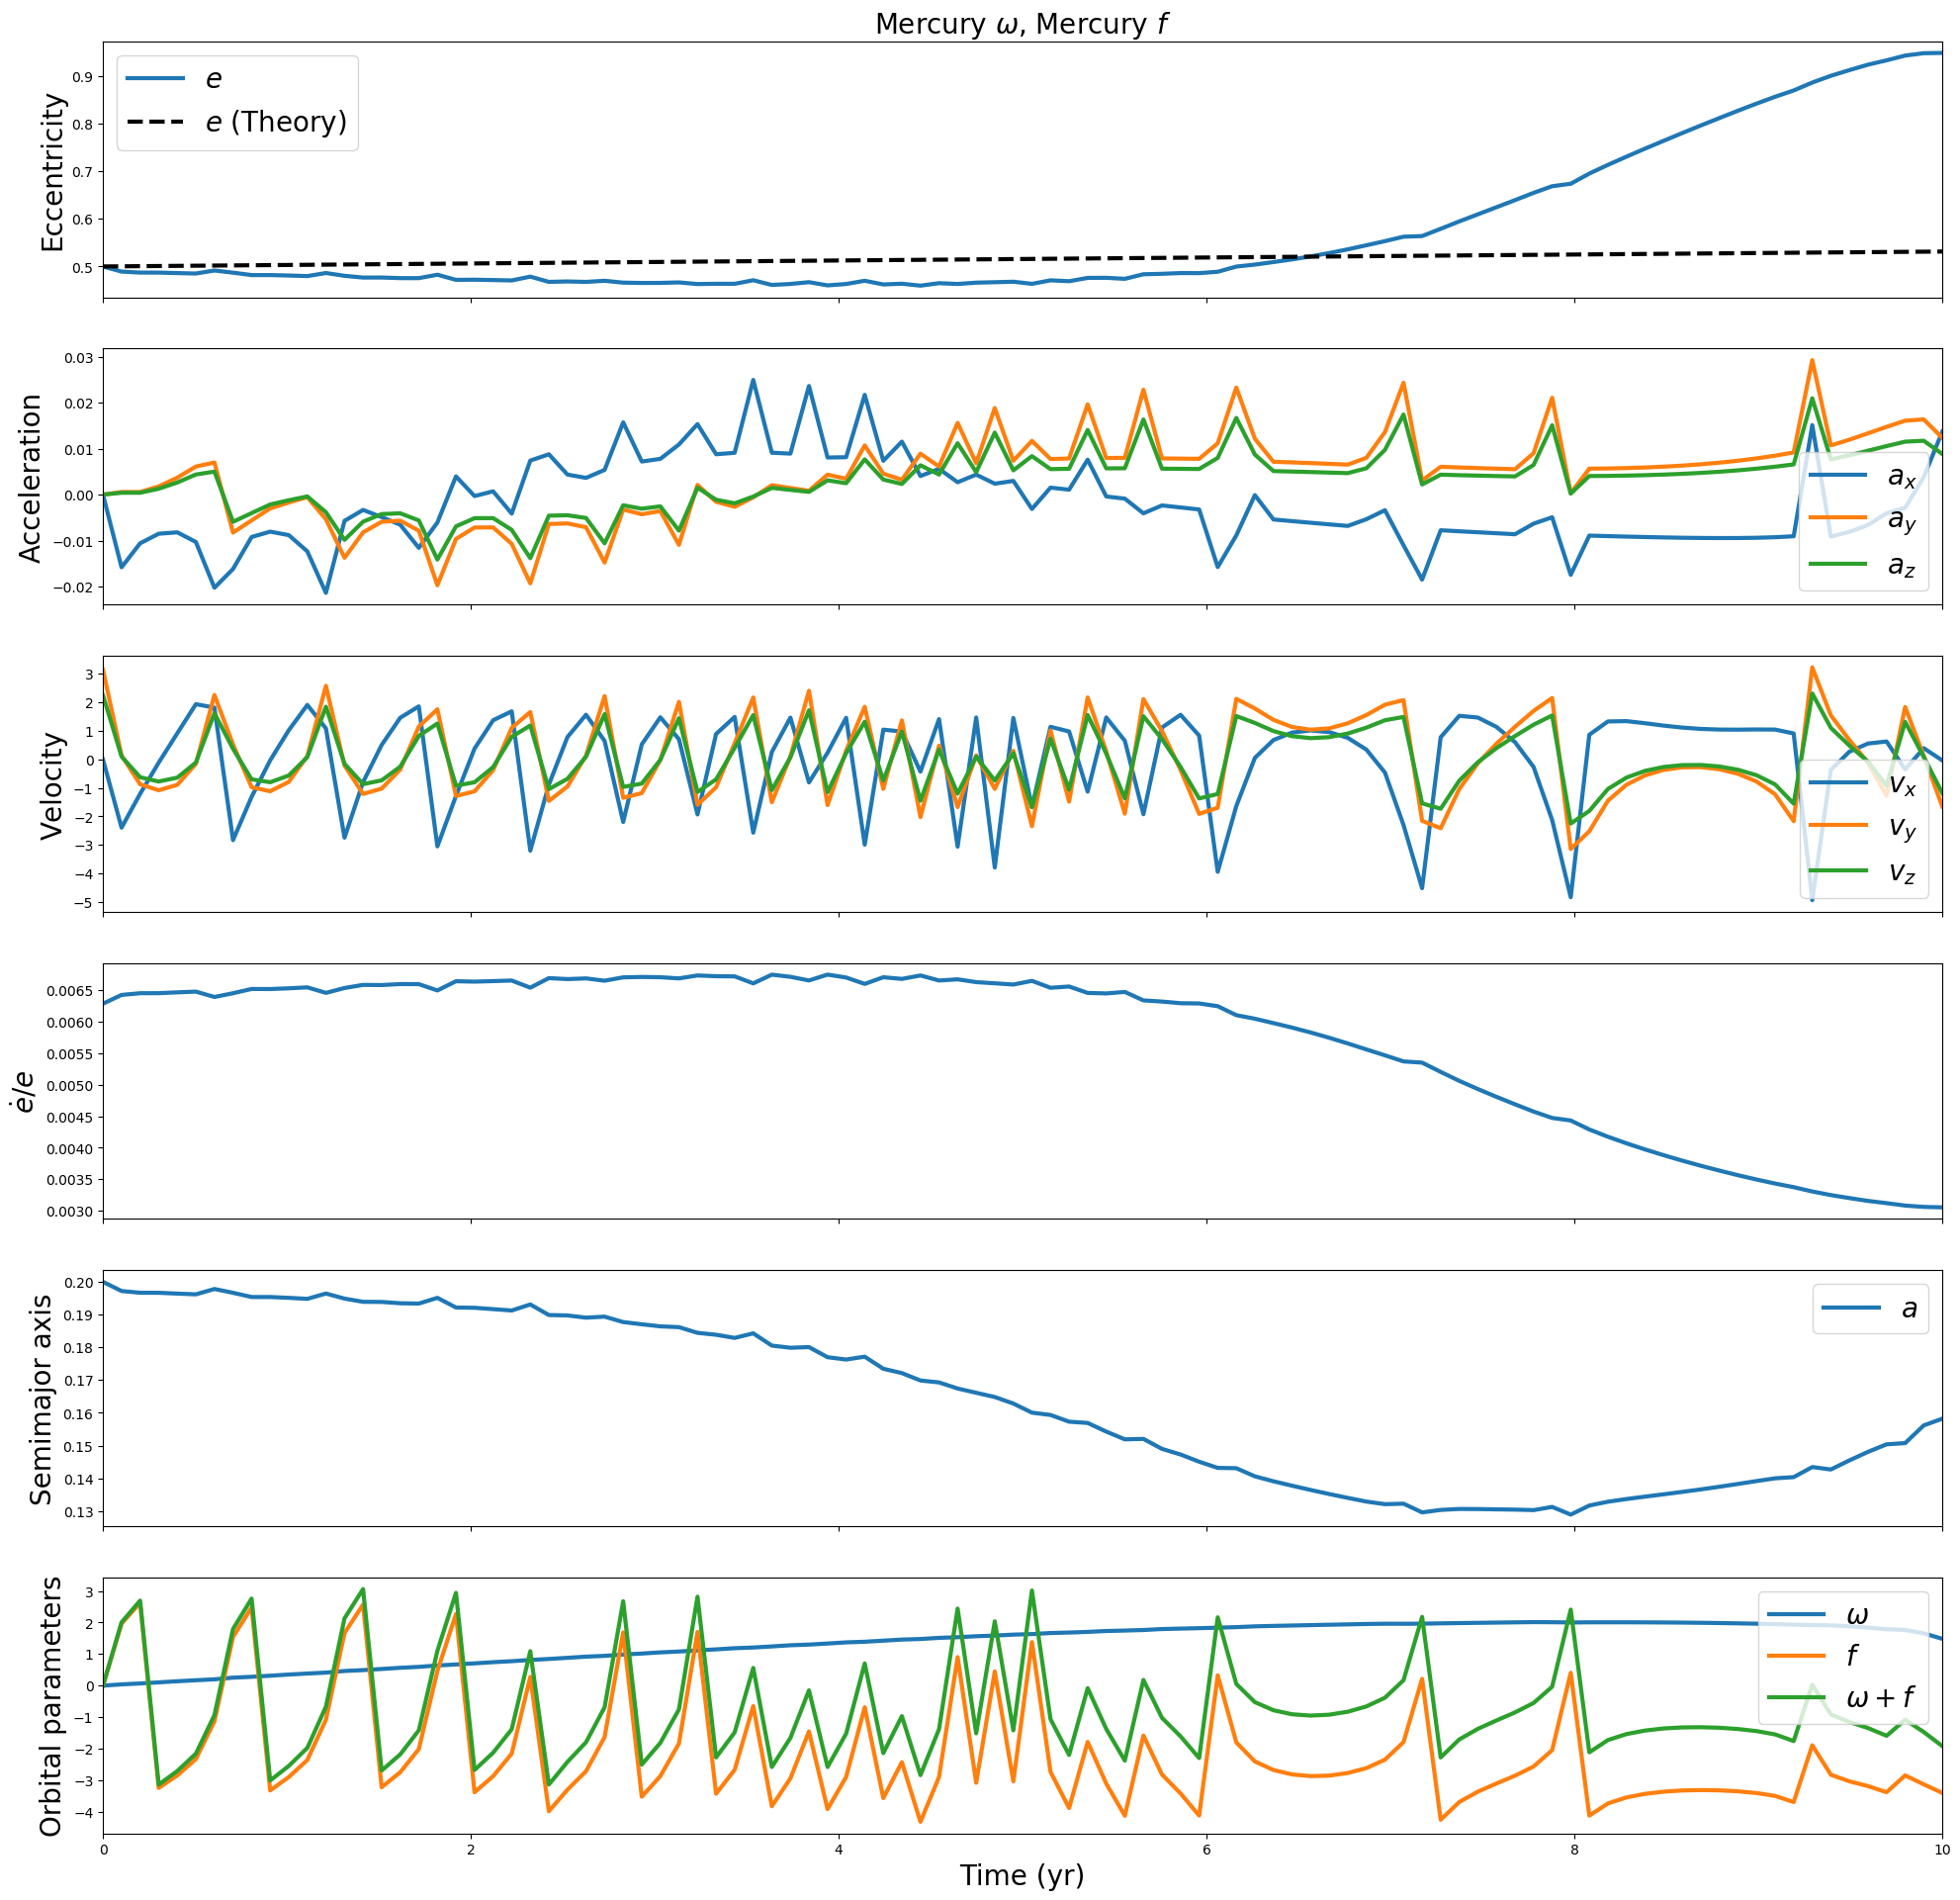 Mercury ω, Mercury f
Eccentricity
0.9
0.8
0.7
0.6
0.5
e
e (Theory)
Acceleration
0.03
0.02
0.01
0.00
−0.01
−0.02
a_x
a_y
a_z
Velocity
3
2
1
0
−1
−2
−3
−4
−5
v_x
v_y
v_z
ė/e
0.0065
0.0060
0.0055
0.0050
0.0045
0.0040
0.0035
0.0030
Semimajor axis
0.20
0.19
0.18
0.17
0.16
0.15
0.14
0.13
a
Orbital parameters
3
2
1
0
−1
−2
−3
−4
ω
f
ω + f
0 2 4 6 8 10
Time (yr)